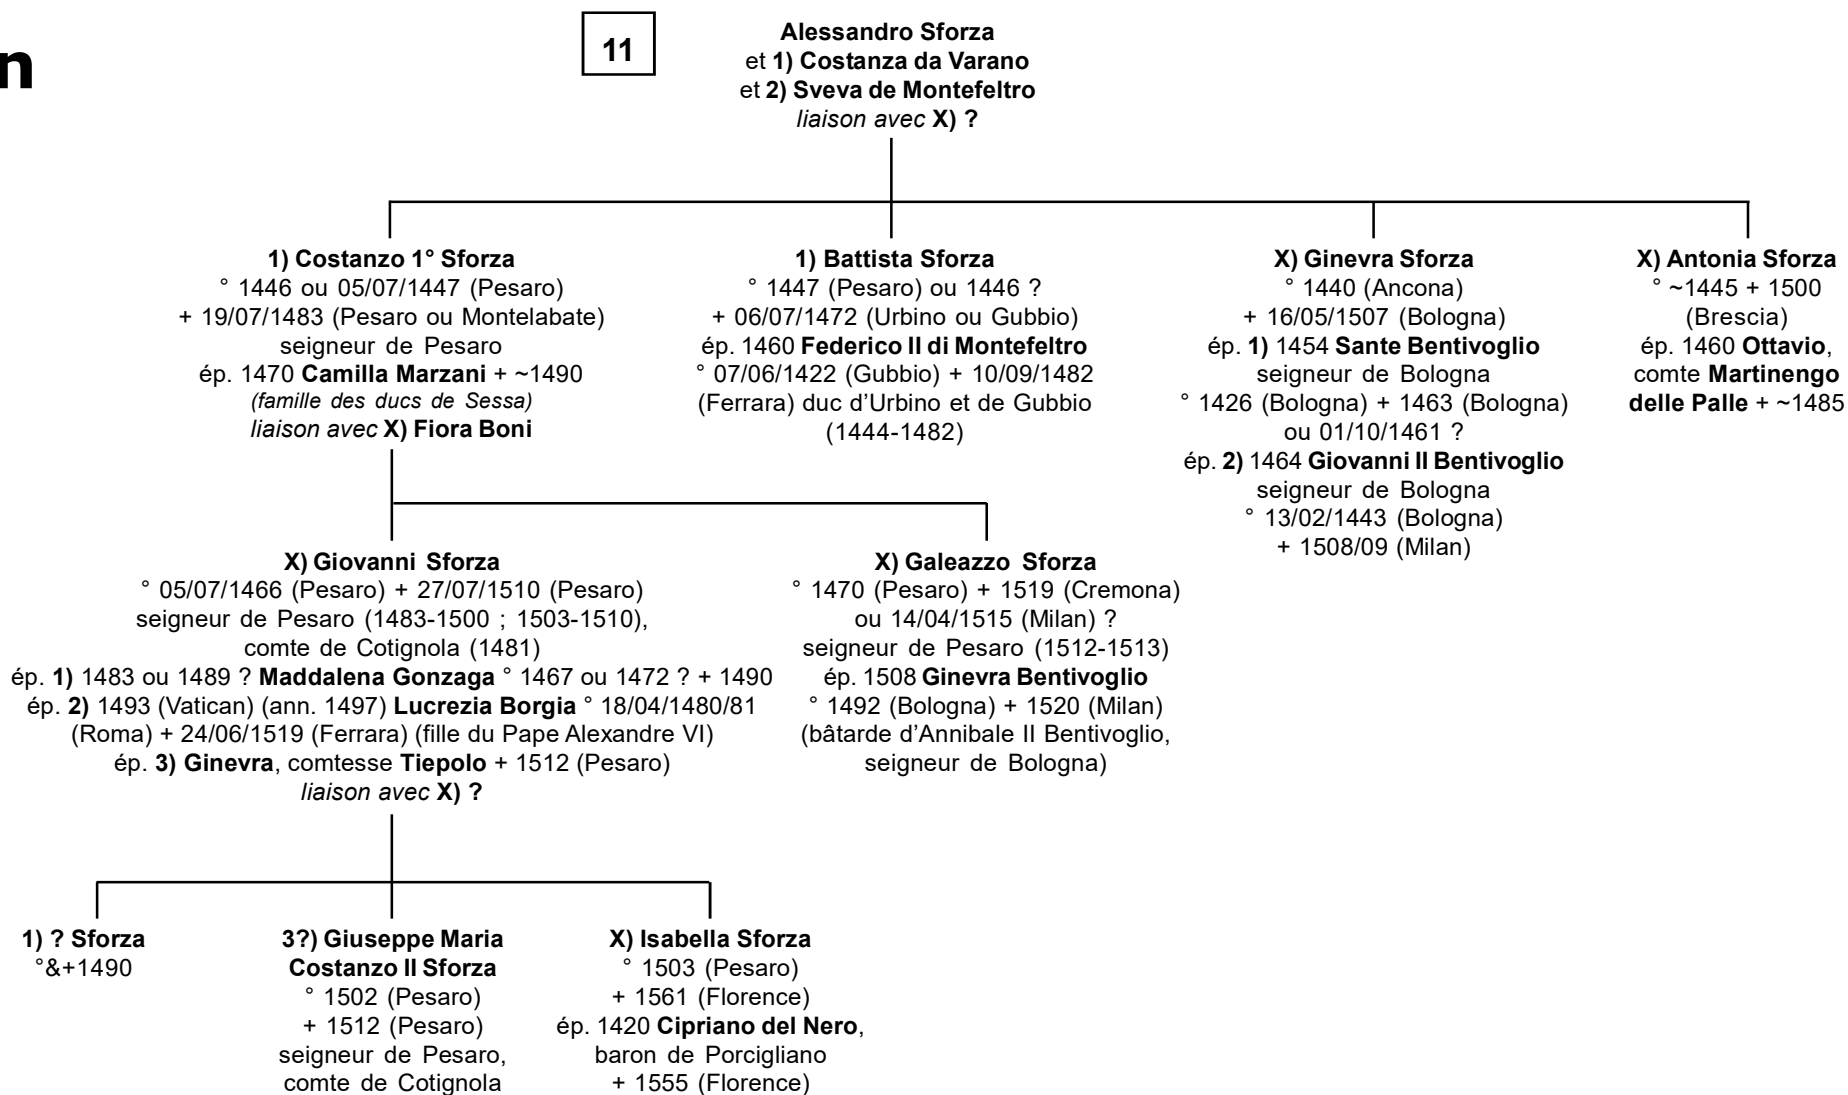 n
11
Alessandro Sforza
et 1) Costanza da Varano
et 2) Sveva de Montefeltro
liaison avec X) ?
1) Costanzo 1° Sforza
° 1446 ou 05/07/1447 (Pesaro)
+ 19/07/1483 (Pesaro ou Montelabate)
seigneur de Pesaro
ép. 1470 Camilla Marzani + ~1490
(famille des ducs de Sessa)
liaison avec X) Fiora Boni
1) Battista Sforza
° 1447 (Pesaro) ou 1446 ?
+ 06/07/1472 (Urbino ou Gubbio)
ép. 1460 Federico II di Montefeltro
° 07/06/1422 (Gubbio) + 10/09/1482
(Ferrara) duc d'Urbino et de Gubbio
(1444-1482)
X) Ginevra Sforza
° 1440 (Ancona)
+ 16/05/1507 (Bologna)
ép. 1) 1454 Sante Bentivoglio
seigneur de Bologna
° 1426 (Bologna) + 1463 (Bologna)
ou 01/10/1461 ?
ép. 2) 1464 Giovanni II Bentivoglio
seigneur de Bologna
° 13/02/1443 (Bologna)
+ 1508/09 (Milan)
X) Antonia Sforza
° ~1445 + 1500
(Brescia)
ép. 1460 Ottavio,
comte Martinengo
delle Palle + ~1485
X) Giovanni Sforza
° 05/07/1466 (Pesaro) + 27/07/1510 (Pesaro)
seigneur de Pesaro (1483-1500 ; 1503-1510),
comte de Cotignola (1481)
ép. 1) 1483 ou 1489 ? Maddalena Gonzaga ° 1467 ou 1472 ? + 1490
ép. 2) 1493 (Vatican) (ann. 1497) Lucrezia Borgia ° 18/04/1480/81
(Roma) + 24/06/1519 (Ferrara) (fille du Pape Alexandre VI)
ép. 3) Ginevra, comtesse Tiepolo + 1512 (Pesaro)
liaison avec X) ?
X) Galeazzo Sforza
° 1470 (Pesaro) + 1519 (Cremona)
ou 14/04/1515 (Milan) ?
seigneur de Pesaro (1512-1513)
ép. 1508 Ginevra Bentivoglio
° 1492 (Bologna) + 1520 (Milan)
(bâtarde d'Annibale II Bentivoglio,
seigneur de Bologna)
1) ? Sforza
°&+1490
3?) Giuseppe Maria
Costanzo II Sforza
° 1502 (Pesaro)
+ 1512 (Pesaro)
seigneur de Pesaro,
comte de Cotignola
X) Isabella Sforza
° 1503 (Pesaro)
+ 1561 (Florence)
ép. 1420 Cipriano del Nero,
baron de Porcigliano
+ 1555 (Florence)